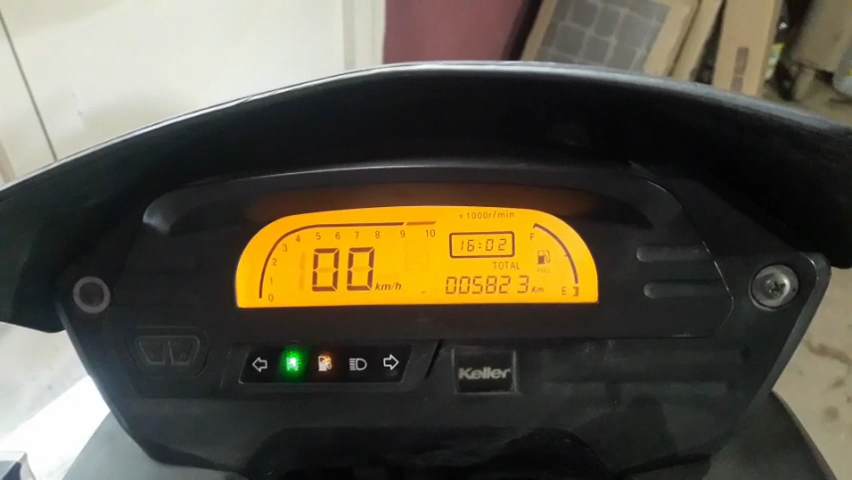 ×1000r/min
0 1 2 3 4 5 6 7 8 9 10
16:02
F
00 km/h
TOTAL
005823 Km
E
Keller